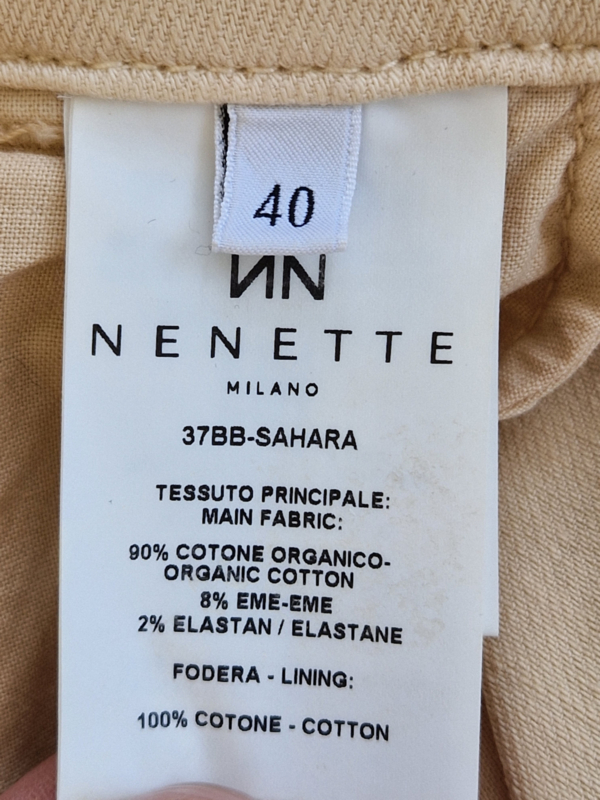 40
NENETTE
MILANO
37BB-SAHARA
TESSUTO PRINCIPALE:
MAIN FABRIC:
90% COTONE ORGANICO-
ORGANIC COTTON
8% EME-EME
2% ELASTAN / ELASTANE
FODERA - LINING:
100% COTONE - COTTON